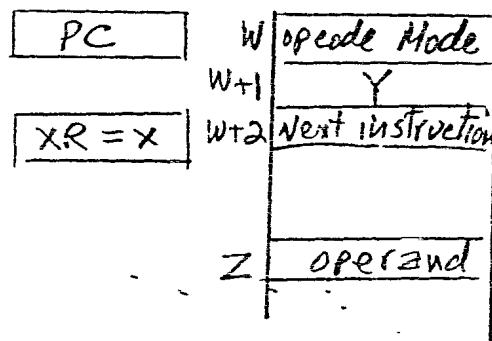 PC
W opcode Mode
W+1 Y
XR = X
W+2 Next instruction
Z operand